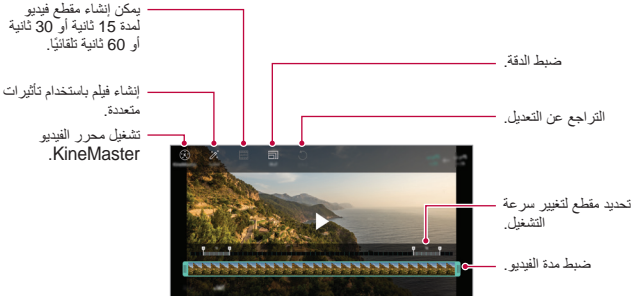 يمكن إنشاء مقطع فيديو
لمدة 15 ثانية أو 30 ثانية
أو 60 ثانية تلقائيًا.
إنشاء فيلم باستخدام تأثيرات
متعددة.
تشغيل محرر الفيديو
KineMaster.
ضبط الدقة.
التراجع عن التعديل.
تحديد مقطع لتغيير سرعة
التشغيل.
ضبط مدة الفيديو.